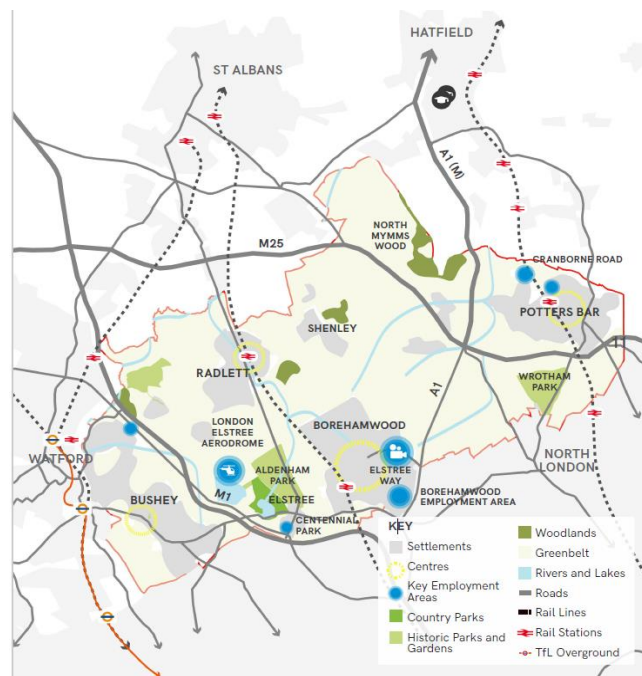 HATFIELD
ST ALBANS
A1 (M)
NORTH
MYMMS
WOOD
M25
CRANBORNE ROAD
POTTERS BAR
SHENLEY
RADLETT
WROTHAM
PARK
A1
LONDON
ELSTREE
AERODROME
BOREHAMWOOD
WATFORD
ALDENHAM
PARK
ELSTREE
WAY
NORTH
LONDON
M1
BUSHEY
ELSTREE
BOREHAMWOOD
EMPLOYMENT AREA
CENTENNIAL
PARK
KEY
Settlements
Centres
Key Employment
Areas
Country Parks
Historic Parks and
Gardens
Woodlands
Greenbelt
Rivers and Lakes
Roads
Rail Lines
Rail Stations
TfL Overground